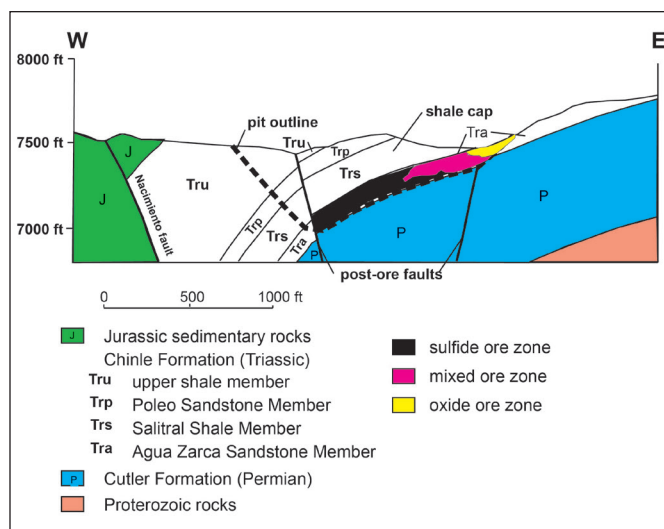 W
E
8000 ft
7500 ft
7000 ft
pit outline
shale cap
Tru
Trp
Tra
Trs
J
J
Nacimiento fault
Tru
Trp
Trs
Tra
P
P
P
post-ore faults
0 500 1000 ft
J Jurassic sedimentary rocks
Chinle Formation (Triassic)
Tru upper shale member
Trp Poleo Sandstone Member
Trs Salitral Shale Member
Tra Agua Zarca Sandstone Member
P Cutler Formation (Permian)
Proterozoic rocks
sulfide ore zone
mixed ore zone
oxide ore zone